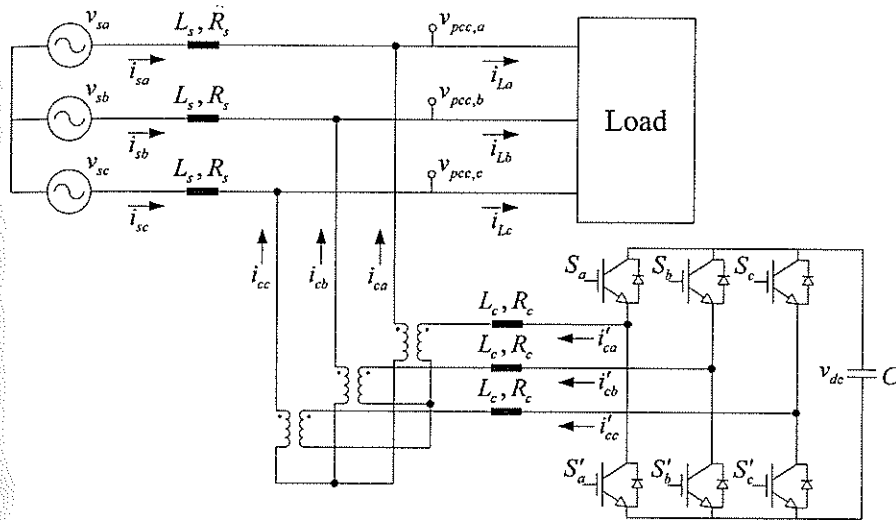 v_sa
L_s, R_s
v_pcc,a
i_sa
i_La
v_sb
L_s, R_s
v_pcc,b
Load
i_sb
i_Lb
v_sc
L_s, R_s
v_pcc,c
i_sc
i_Lc
i_cc
i_cb
i_ca
S_a
S_b
S_c
L_c, R_c
i'_ca
L_c, R_c
v_dc
C
i'_cb
L_c, R_c
i'_cc
S'_a
S'_b
S'_c